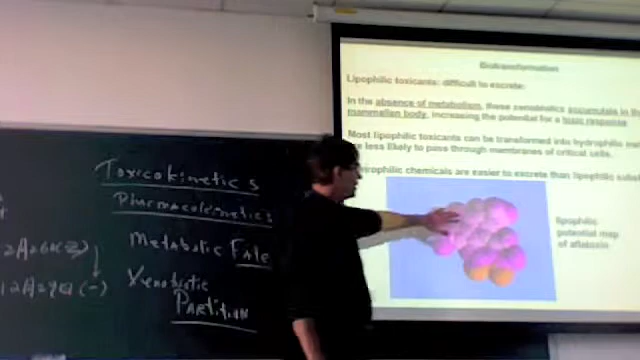 Toxicokinetics
Pharmacokinetics
Metabolic Fate
Xenobiotic
Partition
Biotransformation
Lipophilic toxicants: difficult to excrete:
In the absence of metabolism, these xenobiotics accumulate in the
mammalian body, increasing the potential for a toxic response
Most lipophilic toxicants can be transformed into hydrophilic
are less likely to pass through membranes of critical cells.
chemicals are easier to excrete than lipophilic
lipophilic
potential map
of aflatoxin